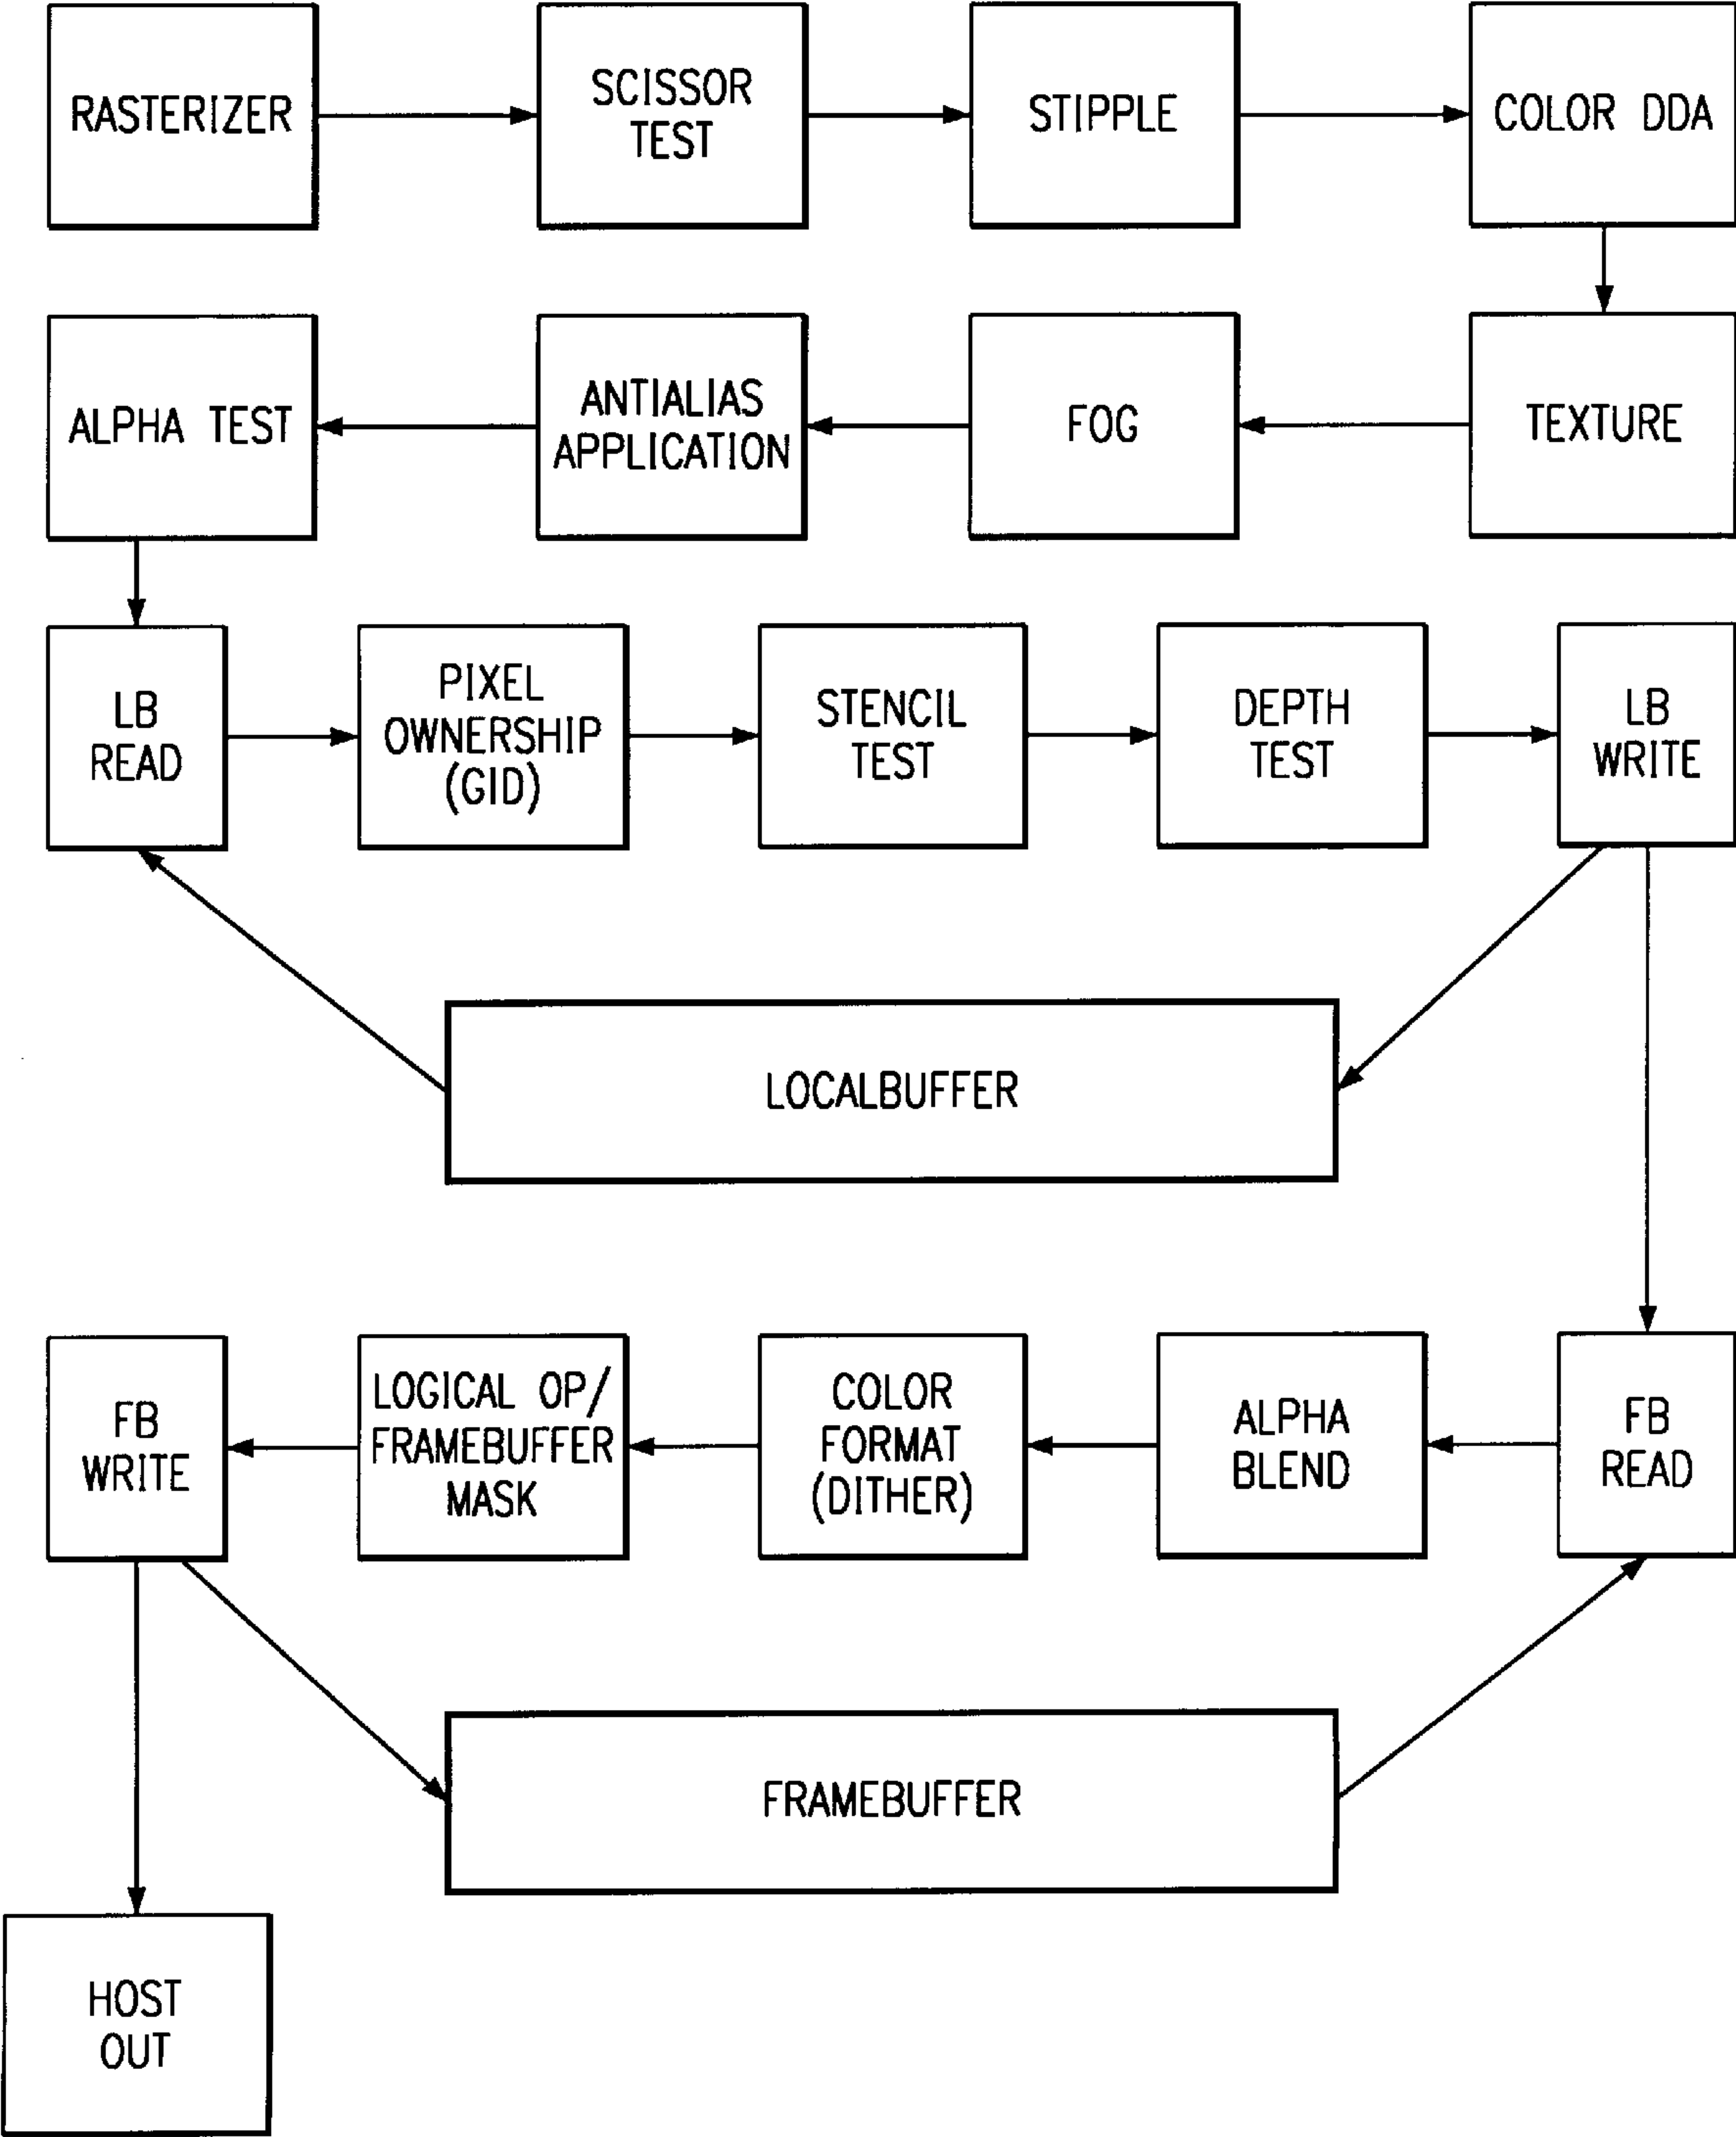 RASTERIZER
SCISSOR
TEST
STIPPLE
COLOR DDA
ALPHA TEST
ANTIALIAS
APPLICATION
FOG
TEXTURE
LB
READ
PIXEL
OWNERSHIP
(GID)
STENCIL
TEST
DEPTH
TEST
LB
WRITE
LOCALBUFFER
FB
WRITE
LOGICAL OP/
FRAMEBUFFER
MASK
COLOR
FORMAT
(DITHER)
ALPHA
BLEND
FB
READ
FRAMEBUFFER
HOST
OUT